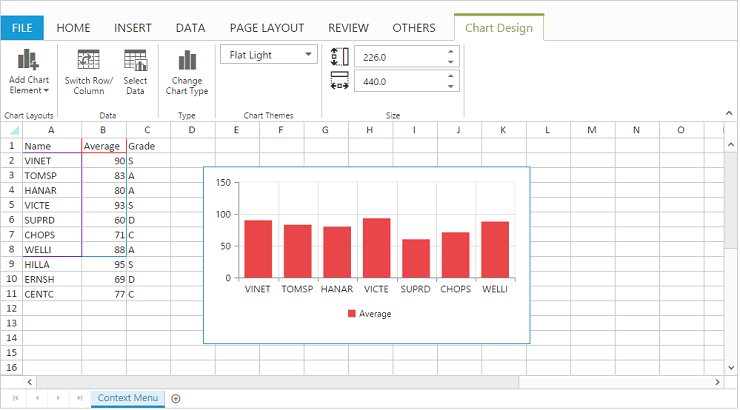 FILE HOME INSERT DATA PAGE LAYOUT REVIEW OTHERS Chart Design
Add Chart Element
Switch Row/ Column
Select Data
Change Chart Type
Flat Light
226.0
440.0
Chart Layouts Data Type Chart Themes Size
A B C D E F G H I J K L M N O
1 Name Average Grade
2 VINET 90 S
3 TOMSP 83 A
4 HANAR 80 A
5 VICTE 93 S
6 SUPRD 60 D
7 CHOPS 71 C
8 WELLI 88 A
9 HILLA 95 S
10 ERNSH 69 D
11 CENTC 77 C
12
13
14
15
16
150
100
50
0
VINET TOMSP HANAR VICTE SUPRD CHOPS WELLI
Average
Context Menu